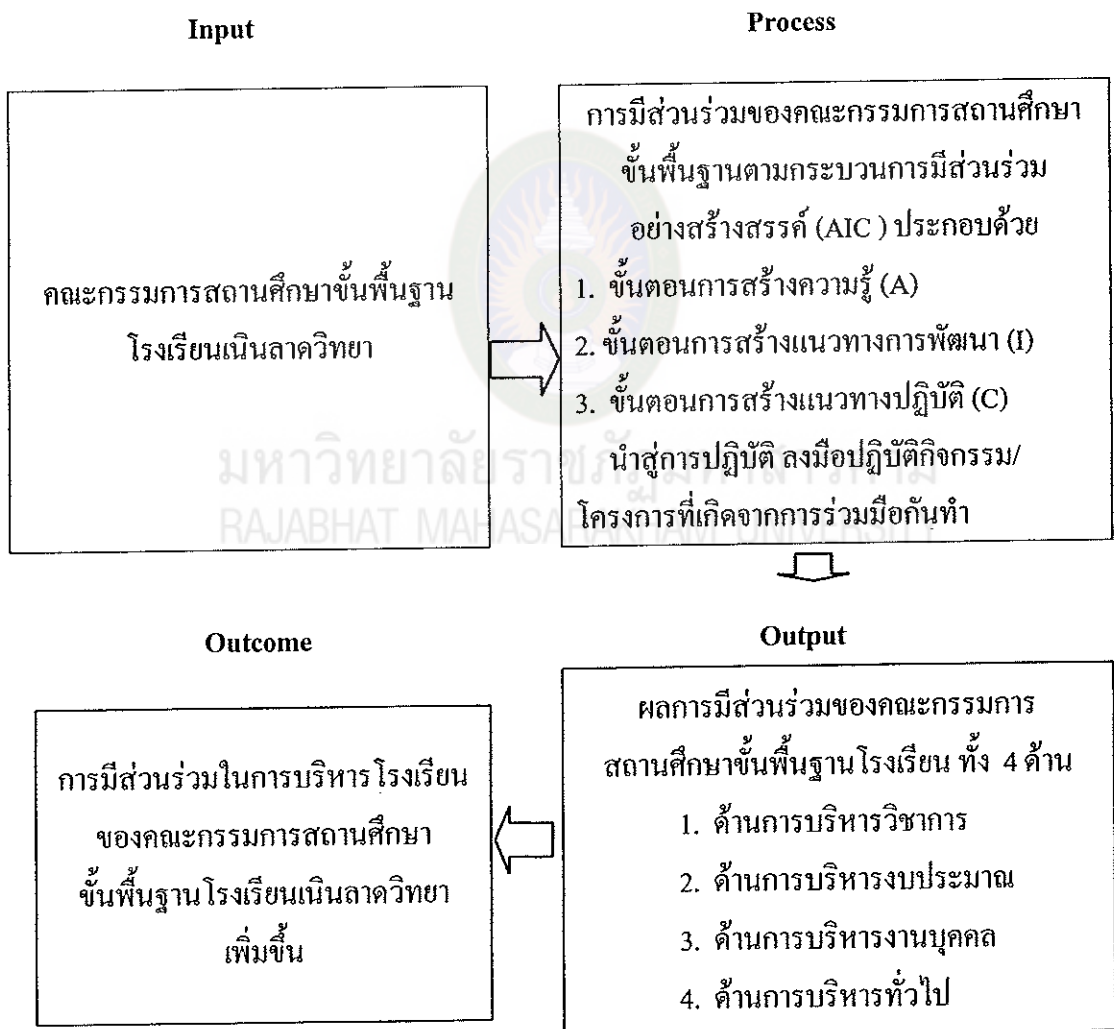 Input
คณะกรรมการสถานศึกษาขั้นพื้นฐาน
โรงเรียนเนินลาดวิทยา
Process
การมีส่วนร่วมของคณะกรรมการสถานศึกษา
ขั้นพื้นฐานตามกระบวนการมีส่วนร่วม
อย่างสร้างสรรค์ (AIC ) ประกอบด้วย
1. ขั้นตอนการสร้างความรู้ (A)
2. ขั้นตอนการสร้างแนวทางการพัฒนา (I)
3. ขั้นตอนการสร้างแนวทางปฏิบัติ (C)
นำสู่การปฏิบัติ ลงมือปฏิบัติกิจกรรม/
โครงการที่เกิดจากการร่วมมือกันทำ
มหาวิทยาลัยราชภัฏมหาสารคาม
RAJABHAT MAHASARAKHAM UNIVERSITY
Output
ผลการมีส่วนร่วมของคณะกรรมการ
สถานศึกษาขั้นพื้นฐานโรงเรียน ทั้ง 4 ด้าน
1. ด้านการบริหารวิชาการ
2. ด้านการบริหารงบประมาณ
3. ด้านการบริหารงานบุคคล
4. ด้านการบริหารทั่วไป
Outcome
การมีส่วนร่วมในการบริหารโรงเรียน
ของคณะกรรมการสถานศึกษา
ขั้นพื้นฐานโรงเรียนเนินลาดวิทยา
เพิ่มขึ้น